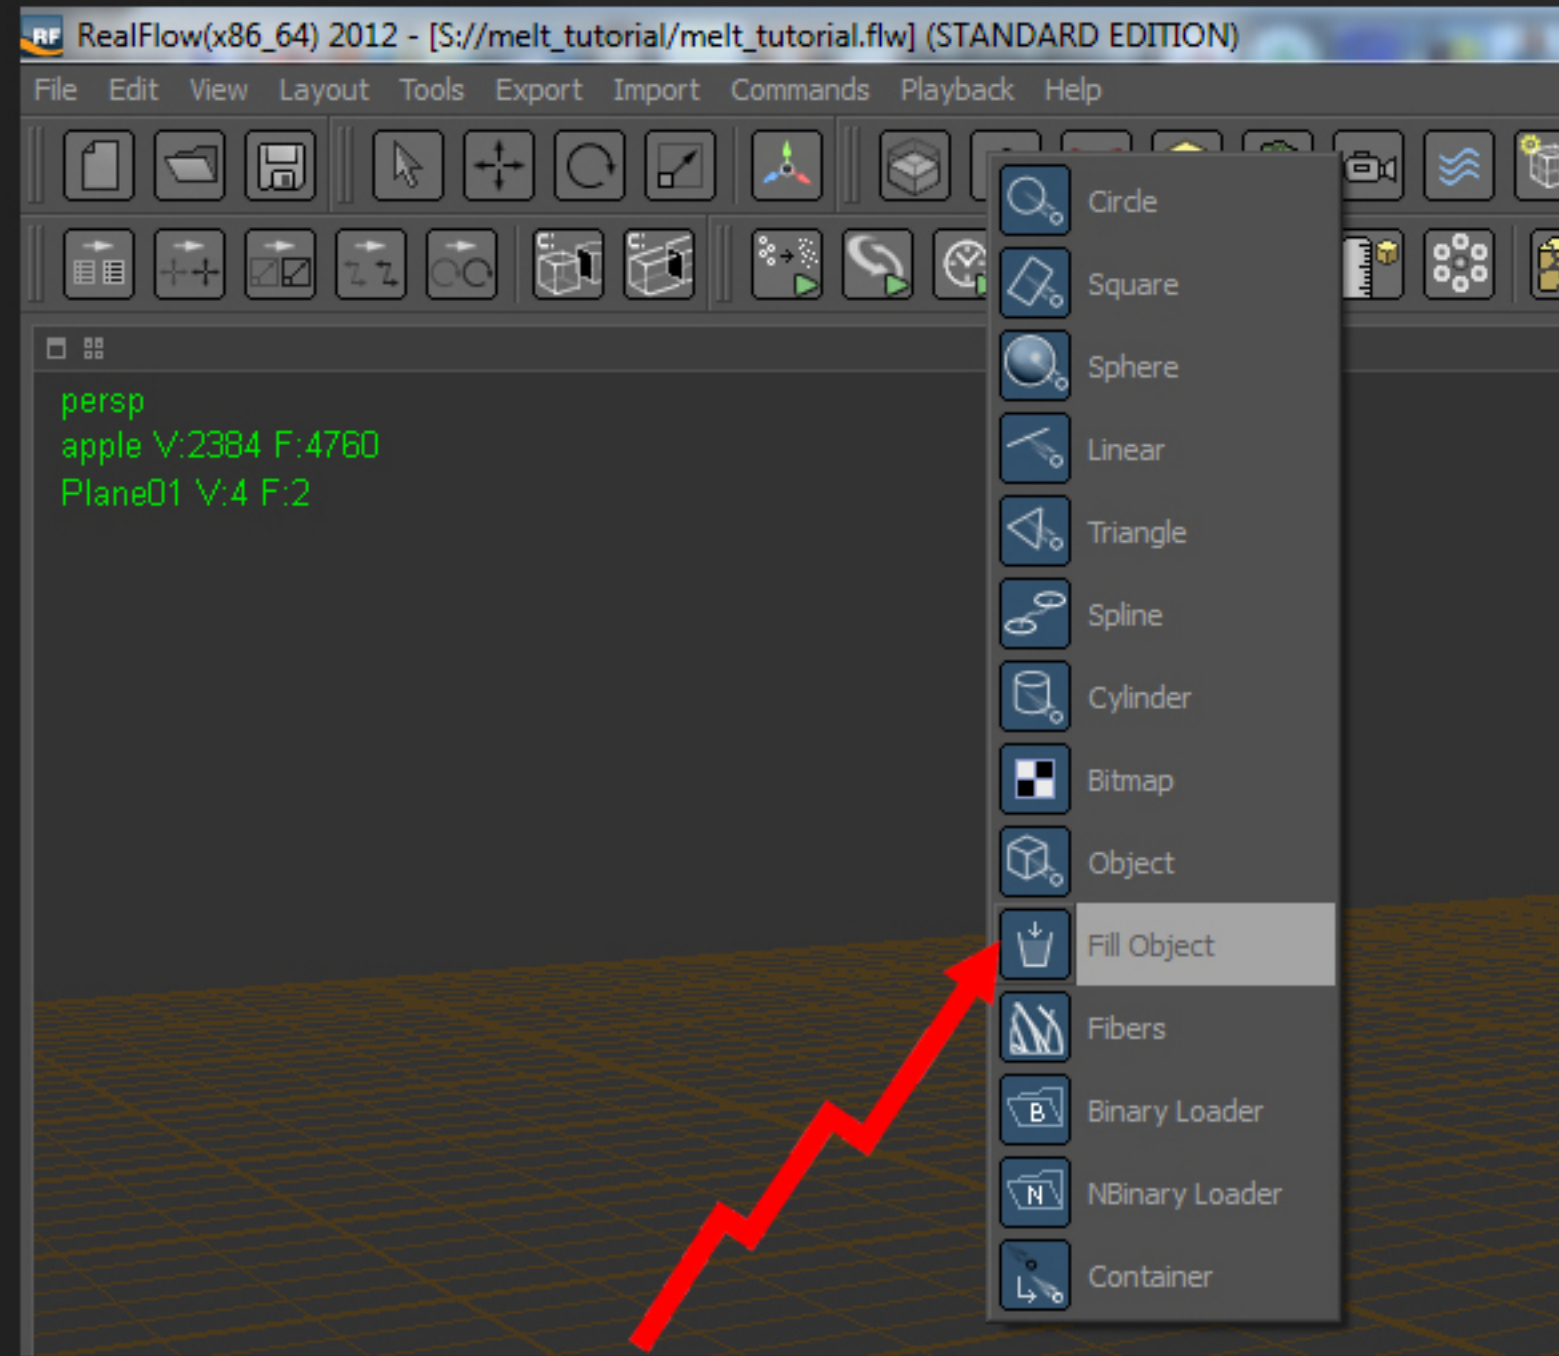 RF RealFlow(x86_64) 2012 - [S://melt_tutorial/melt_tutorial.flw] (STANDARD EDITION)
File Edit View Layout Tools Export Import Commands Playback Help
persp
apple V:2384 F:4760
Plane01 V:4 F:2
Circle
Square
Sphere
Linear
Triangle
Spline
Cylinder
Bitmap
Object
Fill Object
Fibers
B Binary Loader
N NBinary Loader
Container